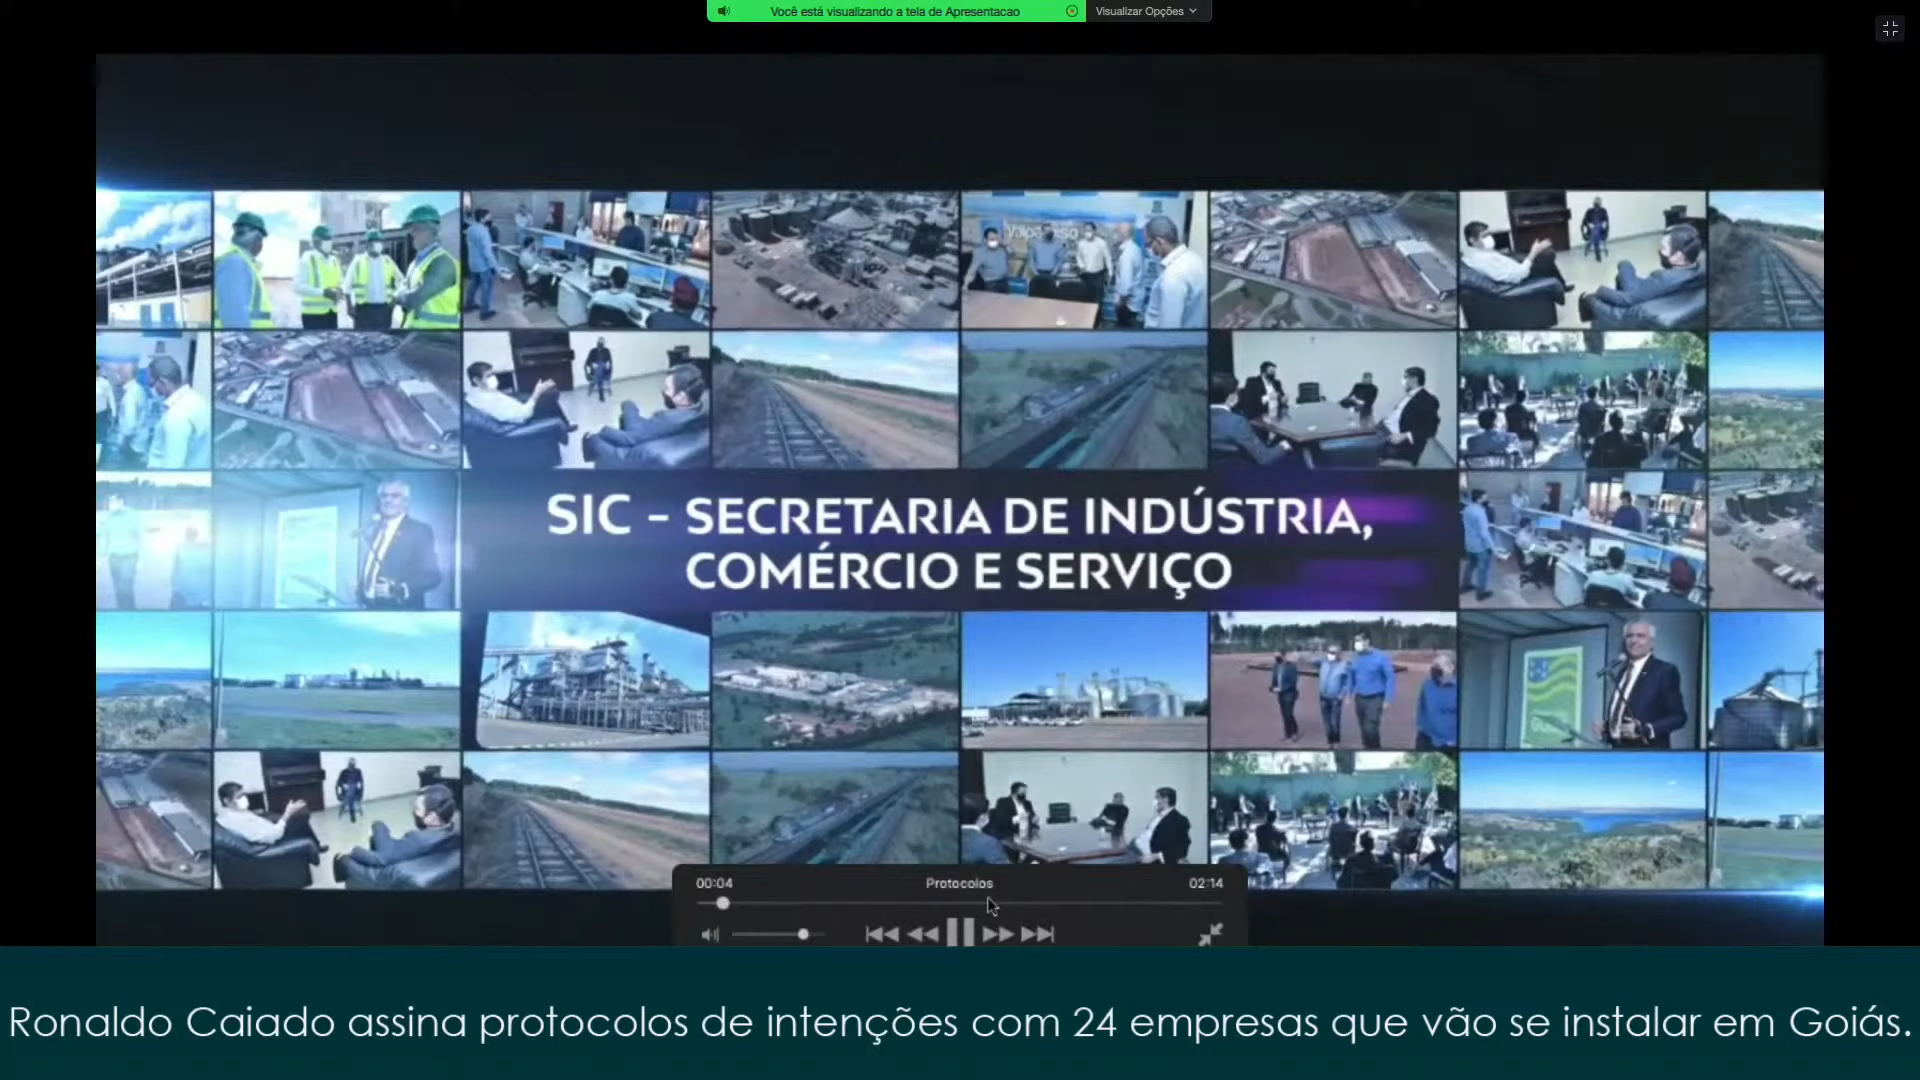 Você está visualizando a tela de Apresentacao
Visualizar Opções
Valparaíso
SIC - SECRETARIA DE INDÚSTRIA,
COMÉRCIO E SERVIÇO
00:04
Protocolos
02:14
Ronaldo Caiado assina protocolos de intenções com 24 empresas que vão se instalar em Goiás.